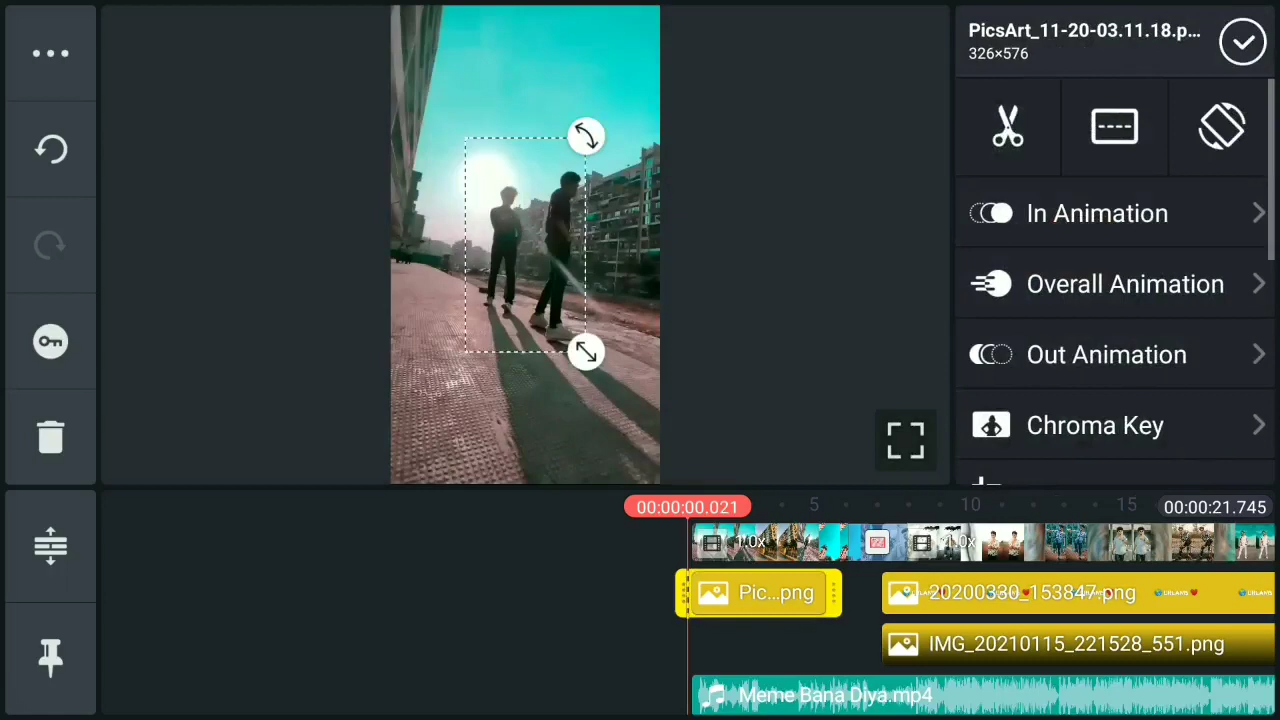 PicsArt_11-20-03.11.18.p...
326×576
In Animation
Overall Animation
Out Animation
Chroma Key
00:00:00.021
5
10
15
00:00:21.745
1.0x
1.0x
Pic...png
20200330_153847.png
IMG_20210115_221528_551.png
Meme Bana Diya.mp4